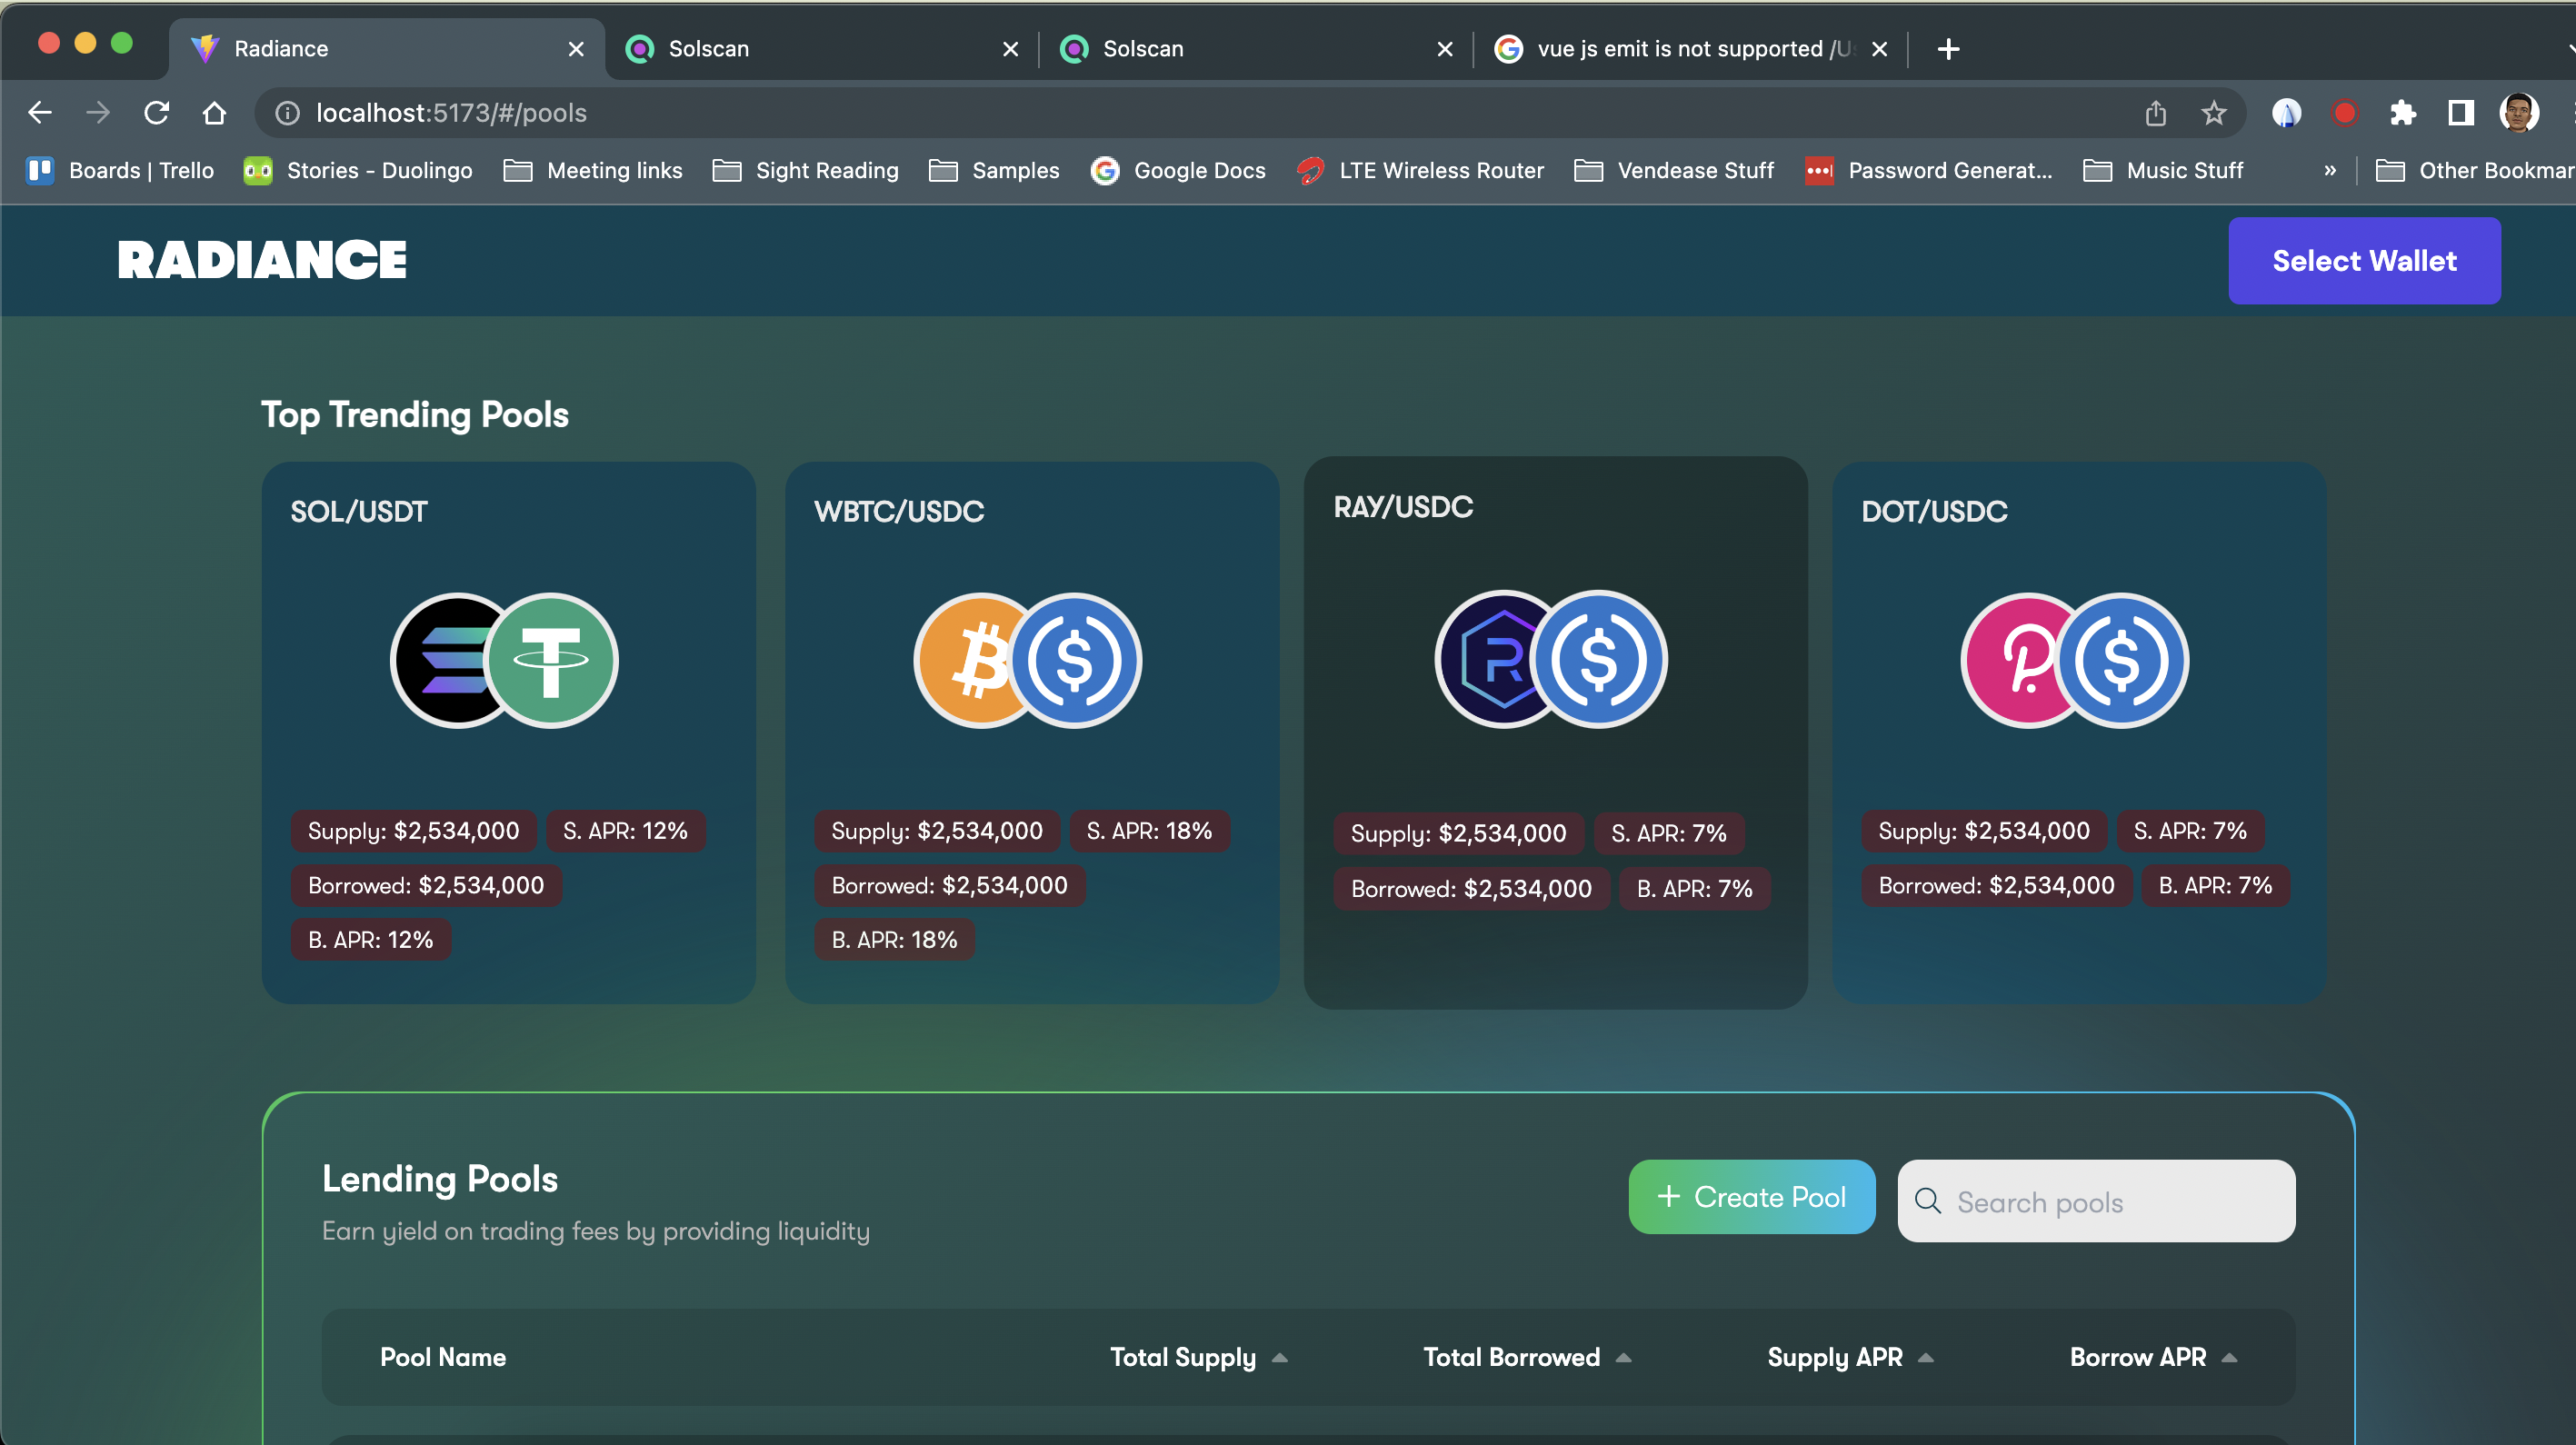 Radiance
Solscan
Solscan
vue js emit is not supported /U
localhost:5173/#/pools
Boards | Trello
Stories - Duolingo
Meeting links
Sight Reading
Samples
Google Docs
LTE Wireless Router
Vendease Stuff
Password Generat...
Music Stuff
»
Other Bookmar
RADIANCE
Select Wallet
Top Trending Pools
SOL/USDT
Supply: $2,534,000
S. APR: 12%
Borrowed: $2,534,000
B. APR: 12%
WBTC/USDC
Supply: $2,534,000
S. APR: 18%
Borrowed: $2,534,000
B. APR: 18%
RAY/USDC
Supply: $2,534,000
S. APR: 7%
Borrowed: $2,534,000
B. APR: 7%
DOT/USDC
Supply: $2,534,000
S. APR: 7%
Borrowed: $2,534,000
B. APR: 7%
Lending Pools
Earn yield on trading fees by providing liquidity
+ Create Pool
Search pools
Pool Name
Total Supply
Total Borrowed
Supply APR
Borrow APR